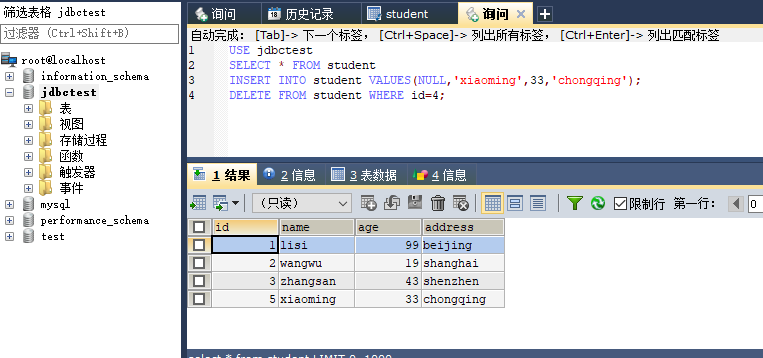 筛选表格 jdbctest
过滤器 (Ctrl+Shift+B)
root@localhost
information_schema
jdbctest
表
视图
存储过程
函数
触发器
事件
mysql
performance_schema
test
询问 历史记录 student 询问
自动完成: [Tab]-> 下一个标签, [Ctrl+Space]-> 列出所有标签, [Ctrl+Enter]-> 列出匹配标签
1 USE jdbctest
2 SELECT * FROM student
3 INSERT INTO student VALUES(NULL,'xiaoming',33,'chongqing');
4 DELETE FROM student WHERE id=4;
1 结果 2 信息 3 表数据 4 信息
(只读) 限制行 第一行: 0
id name age address
1 lisi 99 beijing
2 wangwu 19 shanghai
3 zhangsan 43 shenzhen
5 xiaoming 33 chongqing
select * from student LIMIT 0, 1000